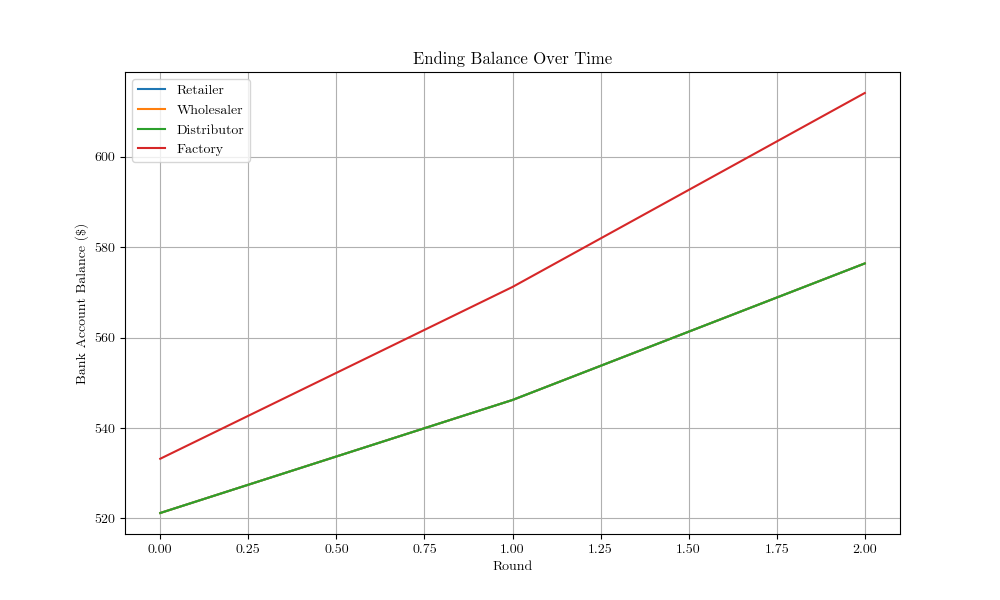 Ending Balance Over Time
Retailer
Wholesaler
Distributor
Factory
Bank Account Balance ($)
600
580
560
540
520
0.00 0.25 0.50 0.75 1.00 1.25 1.50 1.75 2.00
Round